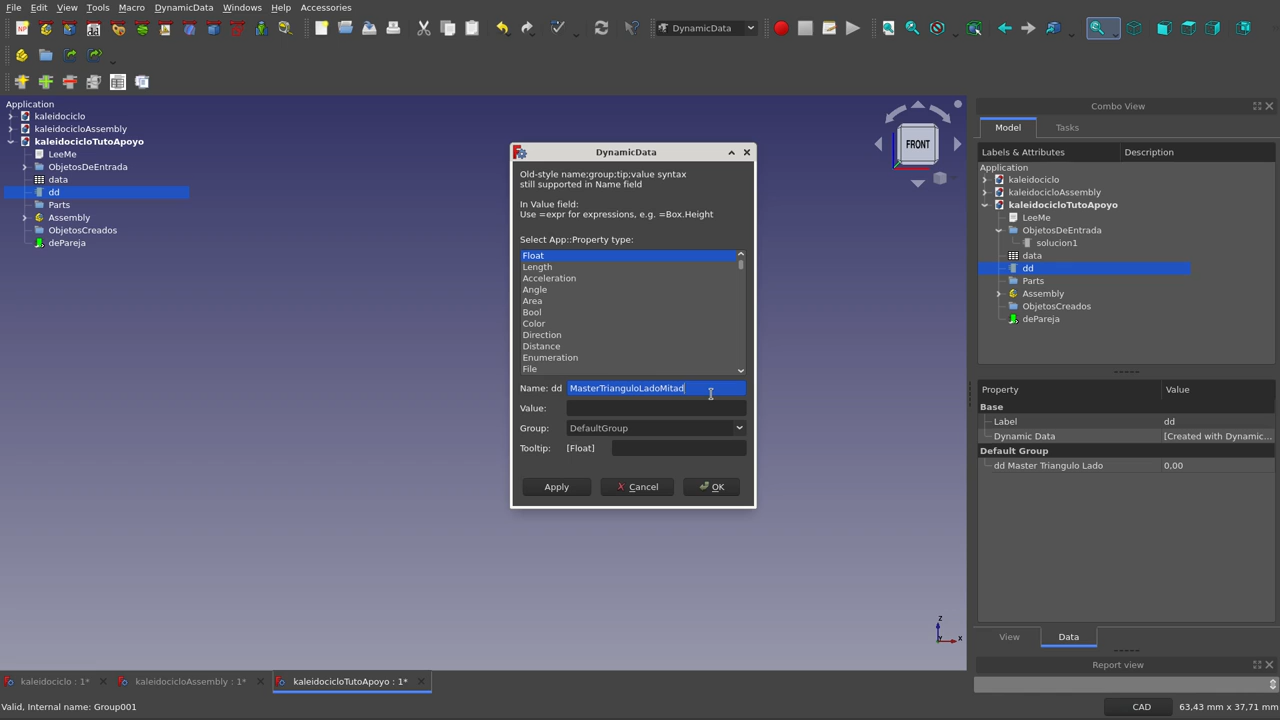 File Edit View Tools Macro DynamicData Windows Help Accessories
DynamicData
Application
kaleidociclo
kaleidocicloAssembly
kaleidocicloTutoApoyo
LeeMe
ObjetosDeEntrada
data
dd
Parts
Assembly
ObjetosCreados
dePareja
FRONT
Z
X
DynamicData
Old-style name;group;tip;value syntax
still supported in Name field
In Value field:
Use =expr for expressions, e.g. =Box.Height
Select App::Property type:
Float
Length
Acceleration
Angle
Area
Bool
Color
Direction
Distance
Enumeration
File
Name: dd MasterTrianguloLadoMitad
Value:
Group: DefaultGroup
Tooltip: [Float]
Apply Cancel OK
Combo View
Model Tasks
Labels & Attributes Description
Application
kaleidociclo
kaleidocicloAssembly
kaleidocicloTutoApoyo
LeeMe
ObjetosDeEntrada
solucion1
data
dd
Parts
Assembly
ObjetosCreados
dePareja
Property Value
Base
Label dd
Dynamic Data [Created with Dynamic...
Default Group
dd Master Triangulo Lado 0,00
View Data
Report view
kaleidociclo : 1* kaleidocicloAssembly : 1* kaleidocicloTutoApoyo : 1*
Valid, Internal name: Group001 CAD 63,43 mm x 37,71 mm